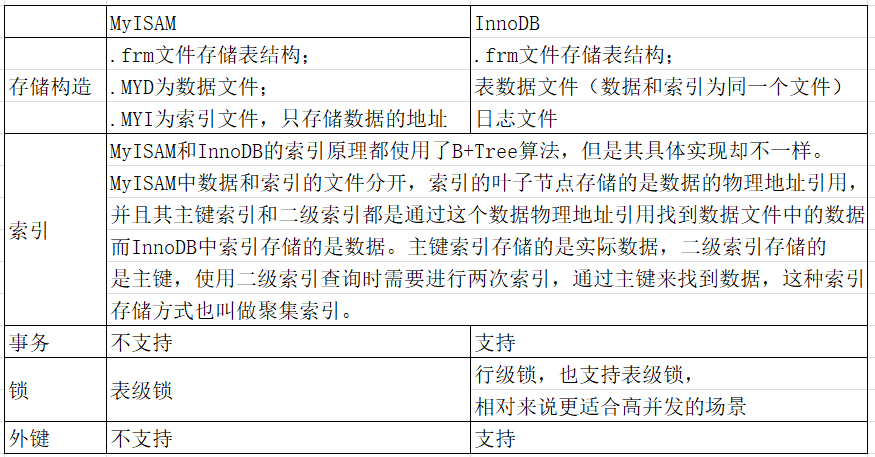 MyISAM InnoDB
.frm文件存储表结构; .frm文件存储表结构;
存储构造 .MYD为数据文件; 表数据文件（数据和索引为同一个文件）
.MYI为索引文件，只存储数据的地址 日志文件
MyISAM和InnoDB的索引原理都使用了B+Tree算法，但是其具体实现却不一样。
MyISAM中数据和索引的文件分开，索引的叶子节点存储的是数据的物理地址引用，
并且其主键索引和二级索引都是通过这个数据物理地址引用找到数据文件中的数据
索引 而InnoDB中索引存储的是数据。主键索引存储的是实际数据，二级索引存储的
是主键，使用二级索引查询时需要进行两次索引，通过主键来找到数据，这种索引
存储方式也叫做聚集索引。
事务 不支持 支持
锁 表级锁 行级锁，也支持表级锁，
相对来说更适合高并发的场景
外键 不支持 支持